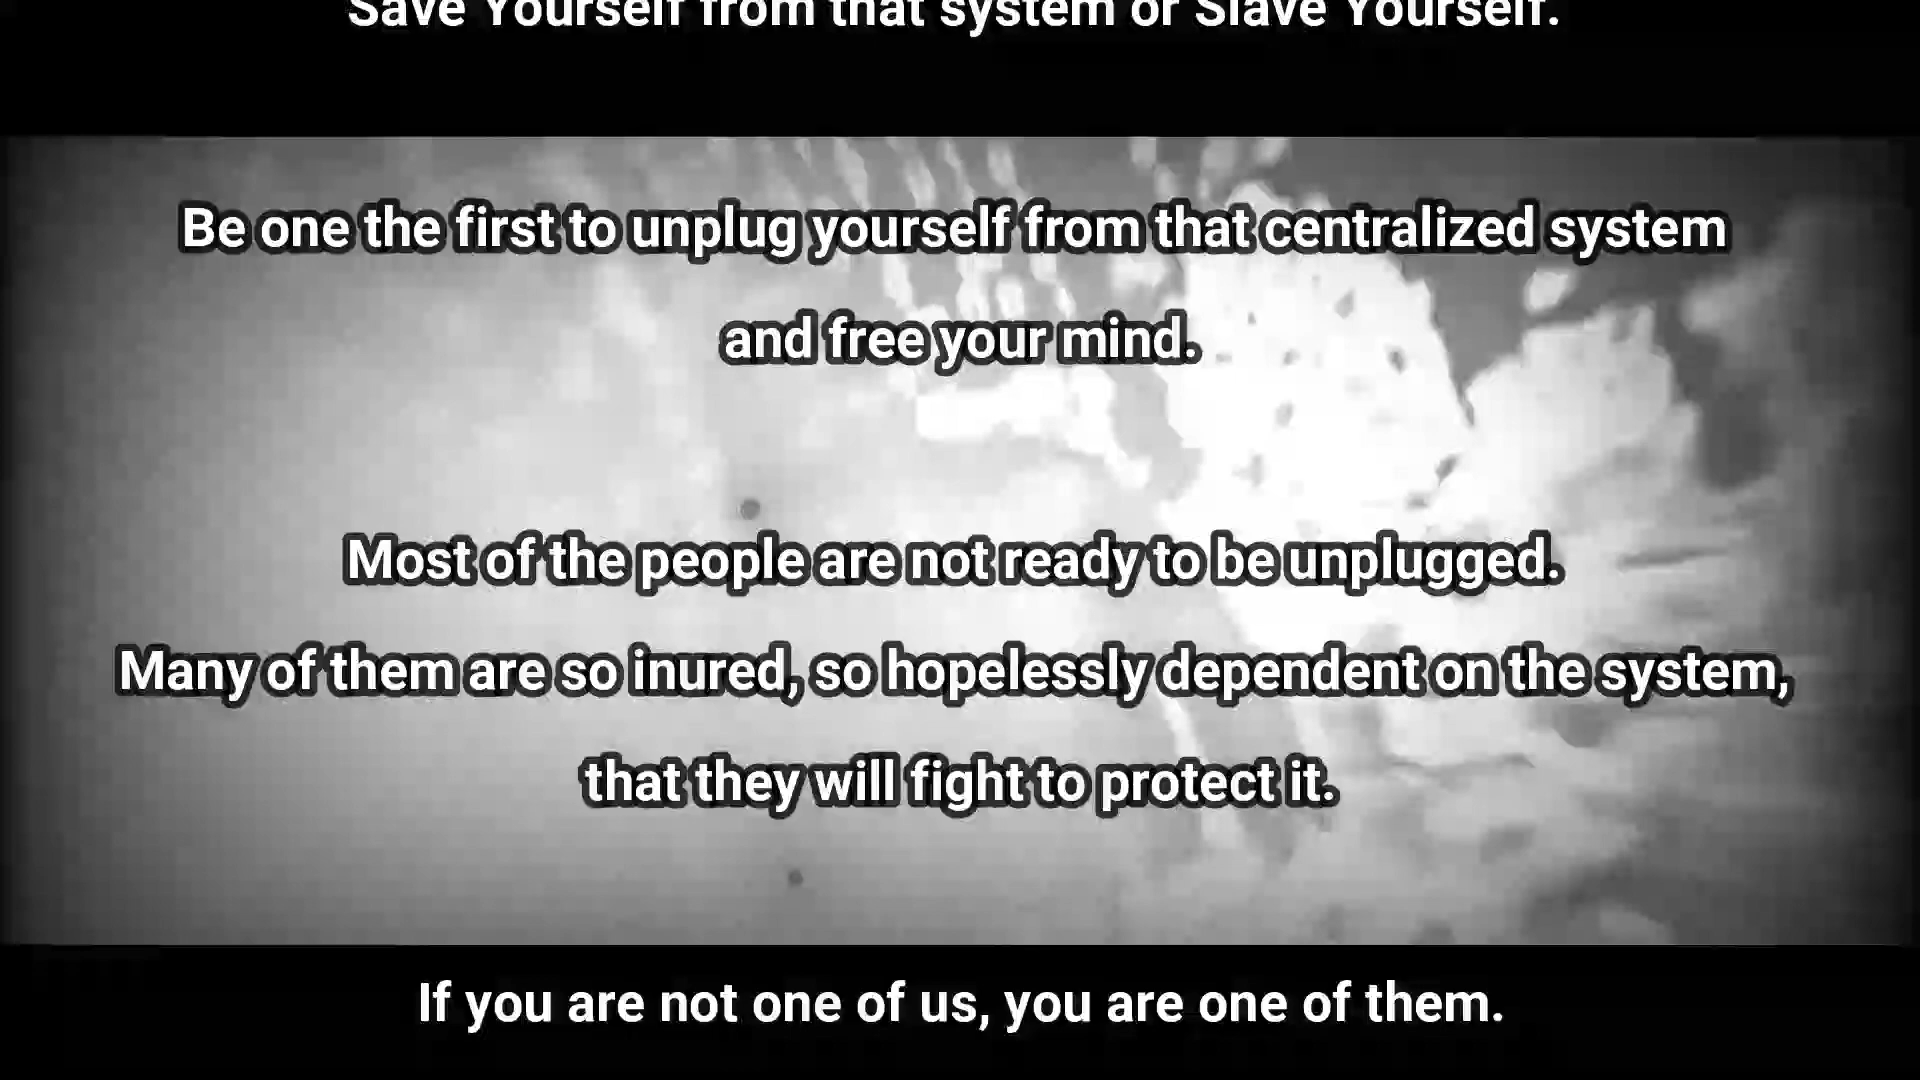 Save Yourself from that system or Slave Yourself.
Be one the first to unplug yourself from that centralized system
and free your mind.
Most of the people are not ready to be unplugged.
Many of them are so inured, so hopelessly dependent on the system,
that they will fight to protect it.
If you are not one of us, you are one of them.